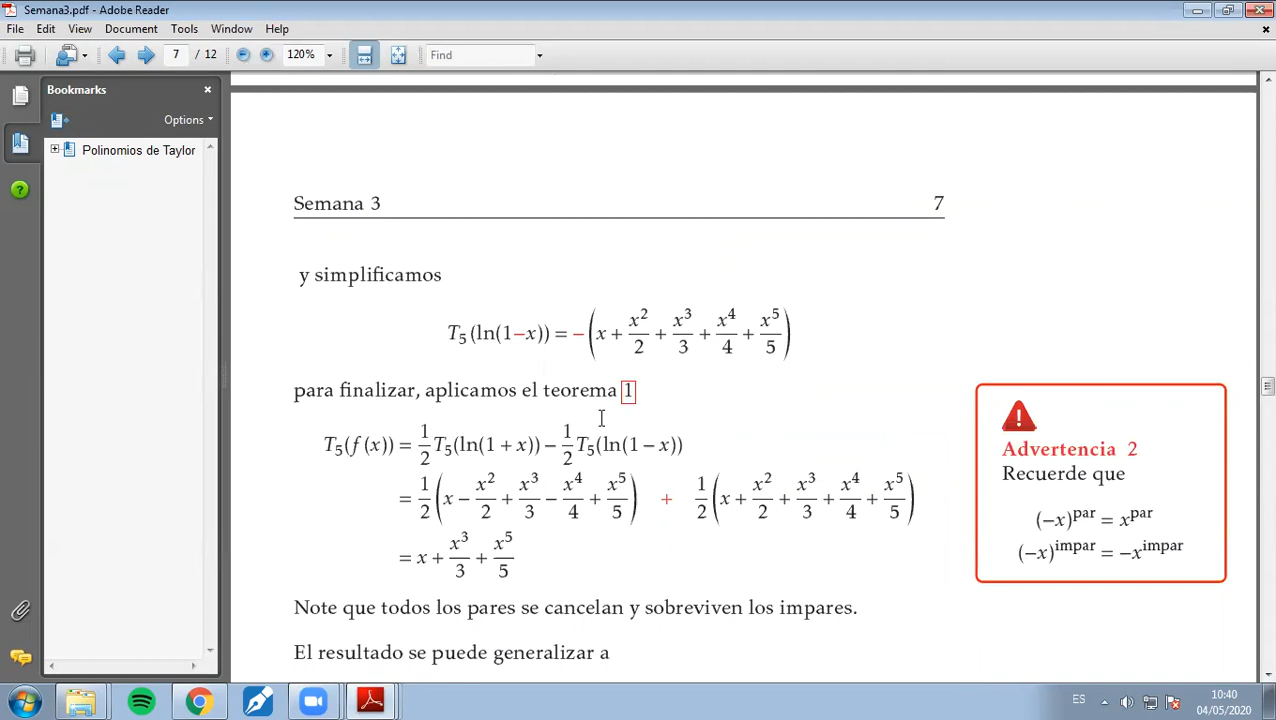 Semana3.pdf - Adobe Reader
File Edit View Document Tools Window Help
7 / 12 120% Find
Bookmarks
Options
Polinomios de Taylor
Semana 3 7
y simplificamos
T₅(ln(1−x)) = −(x + x²/2 + x³/3 + x⁴/4 + x⁵/5)
para finalizar, aplicamos el teorema 1
T₅(f(x)) = 1/2 T₅(ln(1 + x)) − 1/2 T₅(ln(1 − x))
= 1/2 (x − x²/2 + x³/3 − x⁴/4 + x⁵/5) + 1/2 (x + x²/2 + x³/3 + x⁴/4 + x⁵/5)
= x + x³/3 + x⁵/5
Note que todos los pares se cancelan y sobreviven los impares.
El resultado se puede generalizar a
Advertencia 2
Recuerde que
(−x)^par = x^par
(−x)^impar = −x^impar
ES
10:40
04/05/2020